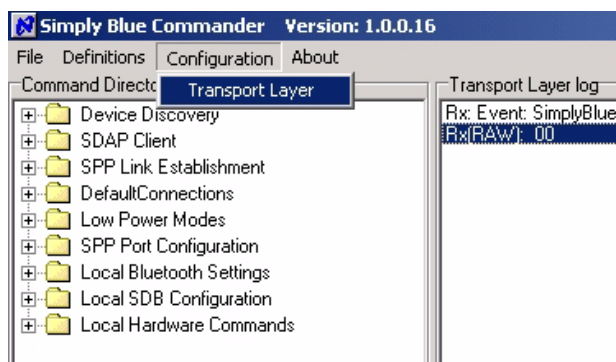 Simply Blue Commander Version: 1.0.0.16
File Definitions Configuration About
Transport Layer
Command Directo
Device Discovery
SDAP Client
SPP Link Establishment
DefaultConnections
Low Power Modes
SPP Port Configuration
Local Bluetooth Settings
Local SDB Configuration
Local Hardware Commands
Transport Layer log
Rx: Event: SimplyBlue
Rx(RAW): 00